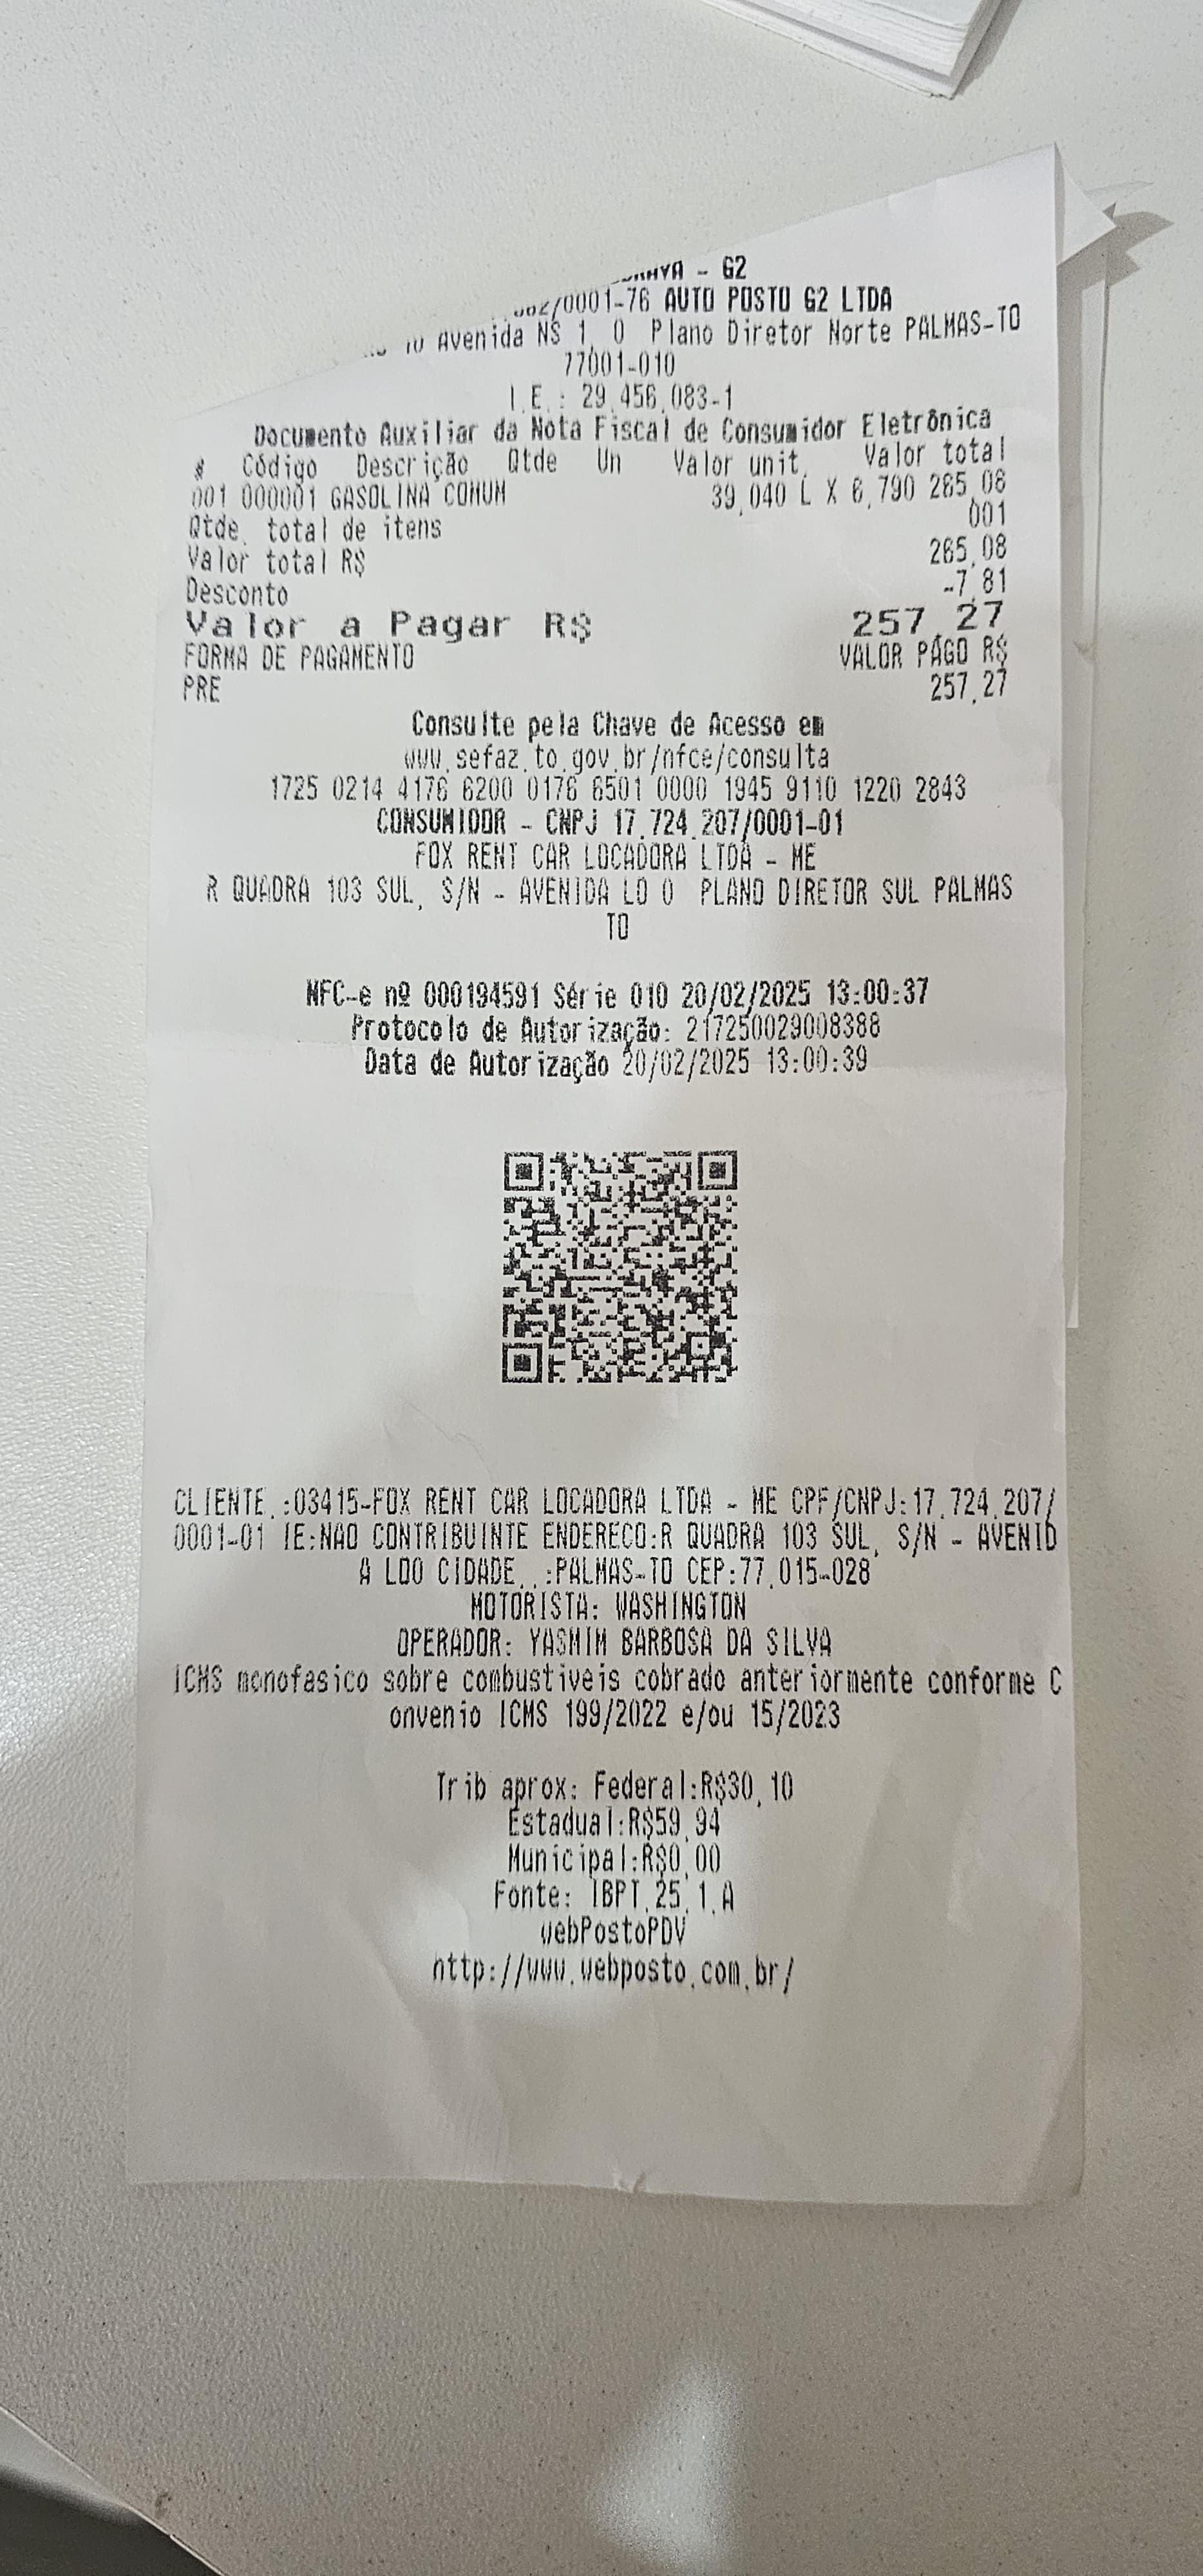 - G2
/0001-76 AUTO POSTO G2 LTDA
10 Avenida NS 1, 0 Plano Diretor Norte PALMAS-TO
77001-010
I.E.: 29.456.083-1
Documento Auxiliar da Nota Fiscal de Consumidor Eletrônica
# Código Descrição Qtde Un Valor unit. Valor total
001 000001 GASOLINA COMUM 39,040 L X 6,790 265,08
Qtde. total de itens 001
Valor total R$ 265,08
Desconto -7,81
Valor a Pagar R$ 257,27
FORMA DE PAGAMENTO VALOR PAGO R$
PRE 257,27
Consulte pela Chave de Acesso em
www.sefaz.to.gov.br/nfce/consulta
1725 0214 4176 6200 0176 6501 0000 1945 9110 1220 2843
CONSUMIDOR - CNPJ 17.724.207/0001-01
FOX RENT CAR LOCADORA LTDA - ME
R QUADRA 103 SUL, S/N - AVENIDA LO 0 PLANO DIRETOR SUL PALMAS
TO
NFC-e nº 000194591 Série 010 20/02/2025 13:00:37
Protocolo de Autorização: 217250029008388
Data de Autorização 20/02/2025 13:00:39
CLIENTE.:03415-FOX RENT CAR LOCADORA LTDA - ME CPF/CNPJ:17.724.207/
0001-01 IE:NAO CONTRIBUINTE ENDERECO:R QUADRA 103 SUL, S/N - AVENID
A LO0 CIDADE..:PALMAS-TO CEP:77.015-028
MOTORISTA: WASHINGTON
OPERADOR: YASMIM BARBOSA DA SILVA
ICMS monofasico sobre combustiveis cobrado anteriormente conforme C
onvenio ICMS 199/2022 e/ou 15/2023
Trib aprox: Federal:R$30,10
Estadual:R$59,94
Municipal:R$0,00
Fonte: IBPT.25.1.A
webPostoPDV
http://www.webposto.com.br/